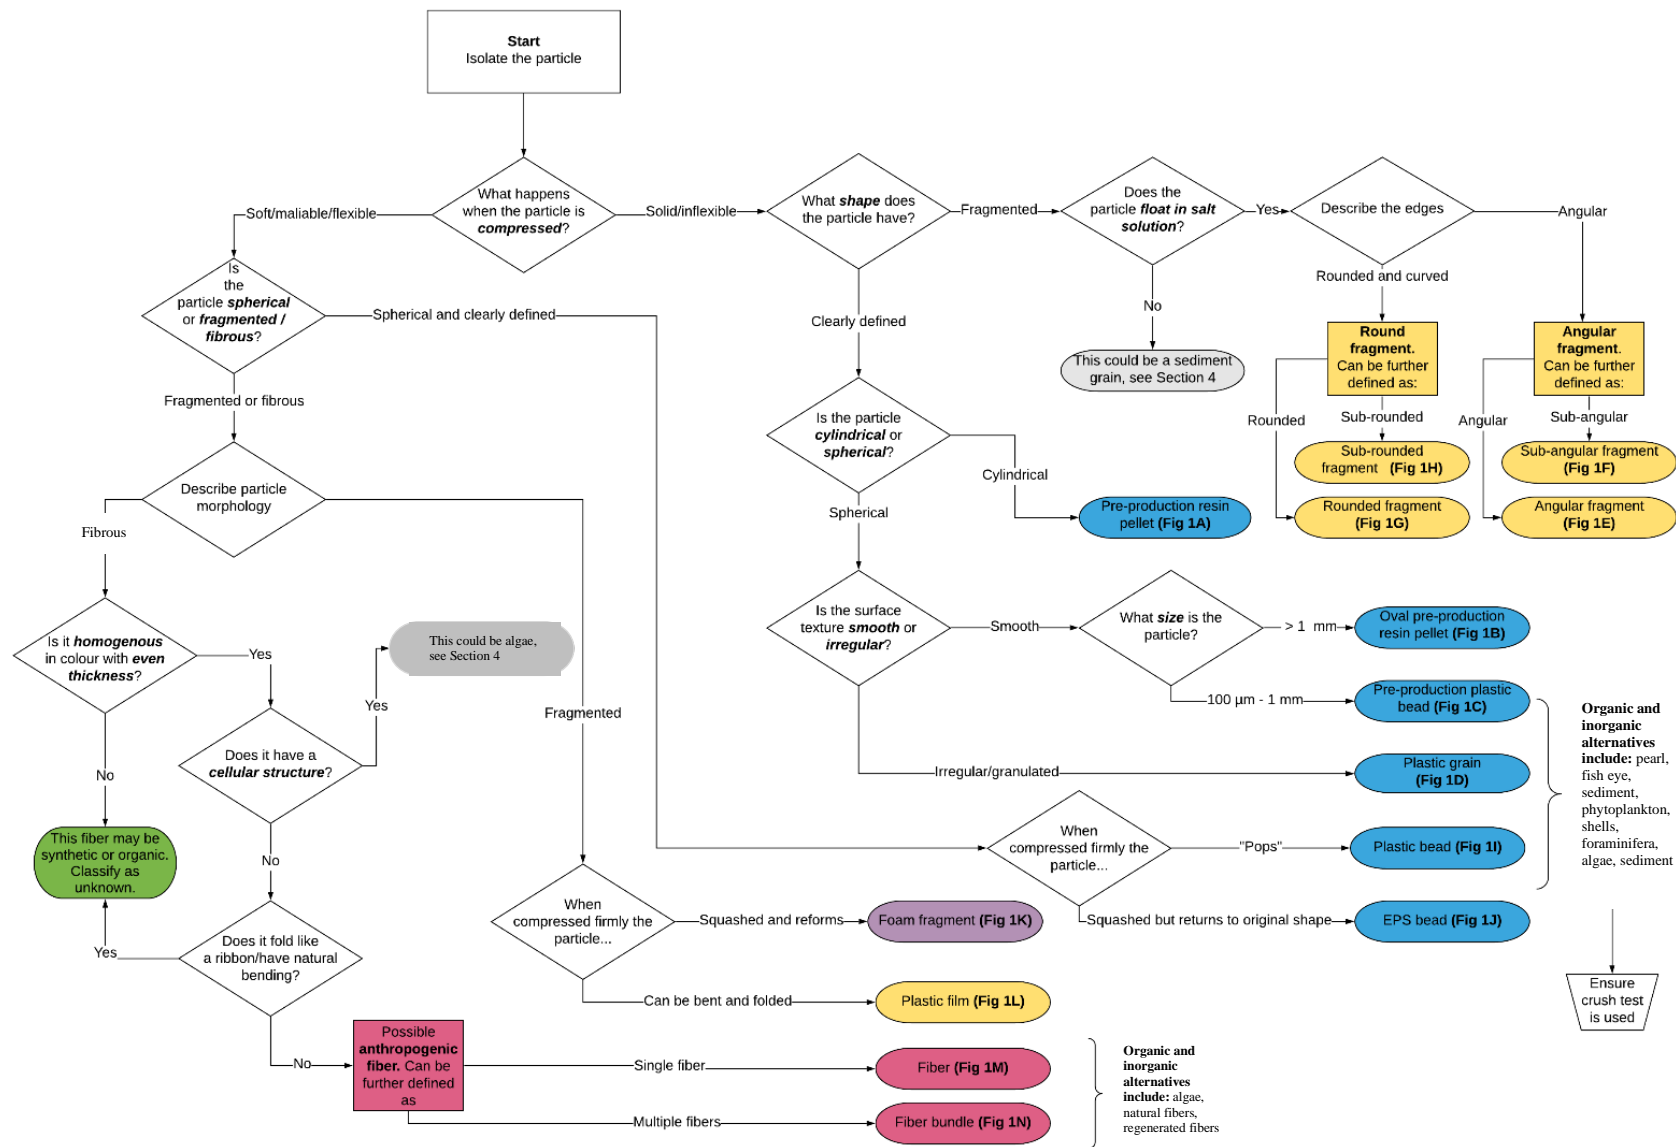 Start
Isolate the particle
What happens
when the particle is
compressed?
Soft/maliable/flexible
Solid/inflexible
What shape does
the particle have?
Fragmented
Does the
particle float in salt
solution?
Yes
Describe the edges
Angular
Rounded and curved
No
This could be a sediment
grain, see Section 4
Round
fragment.
Can be further
defined as:
Angular
fragment.
Can be further
defined as:
Rounded
Sub-rounded
Angular
Sub-angular
Sub-rounded
fragment (Fig 1H)
Sub-angular fragment
(Fig 1F)
Rounded fragment
(Fig 1G)
Angular fragment
(Fig 1E)
Is
the
particle spherical
or fragmented /
fibrous?
Spherical and clearly defined
Clearly defined
Fragmented or fibrous
Is the particle
cylindrical or
spherical?
Cylindrical
Pre-production resin
pellet (Fig 1A)
Spherical
Describe particle
morphology
Fibrous
Is the surface
texture smooth or
irregular?
Smooth
What size is the
particle?
> 1 mm
Oval pre-production
resin pellet (Fig 1B)
100 µm - 1 mm
Pre-production plastic
bead (Fig 1C)
Irregular/granulated
Plastic grain
(Fig 1D)
Is it homogenous
in colour with even
thickness?
Yes
This could be algae,
see Section 4
Yes
Fragmented
Does it have a
cellular structure?
No
This fiber may be
synthetic or organic.
Classify as
unknown.
No
When
compressed firmly the
particle...
"Pops"
Plastic bead (Fig 1I)
Squashed but returns to original shape
EPS bead (Fig 1J)
Organic and
inorganic
alternatives
include: pearl,
fish eye,
sediment,
phytoplankton,
shells,
foraminifera,
algae, sediment
Ensure
crush test
is used
When
compressed firmly the
particle...
Squashed and reforms
Foam fragment (Fig 1K)
Can be bent and folded
Plastic film (Fig 1L)
Does it fold like
a ribbon/have natural
bending?
Yes
No
Possible
anthropogenic
fiber. Can be
further defined
as
Single fiber
Fiber (Fig 1M)
Multiple fibers
Fiber bundle (Fig 1N)
Organic and
inorganic
alternatives
include: algae,
natural fibers,
regenerated fibers